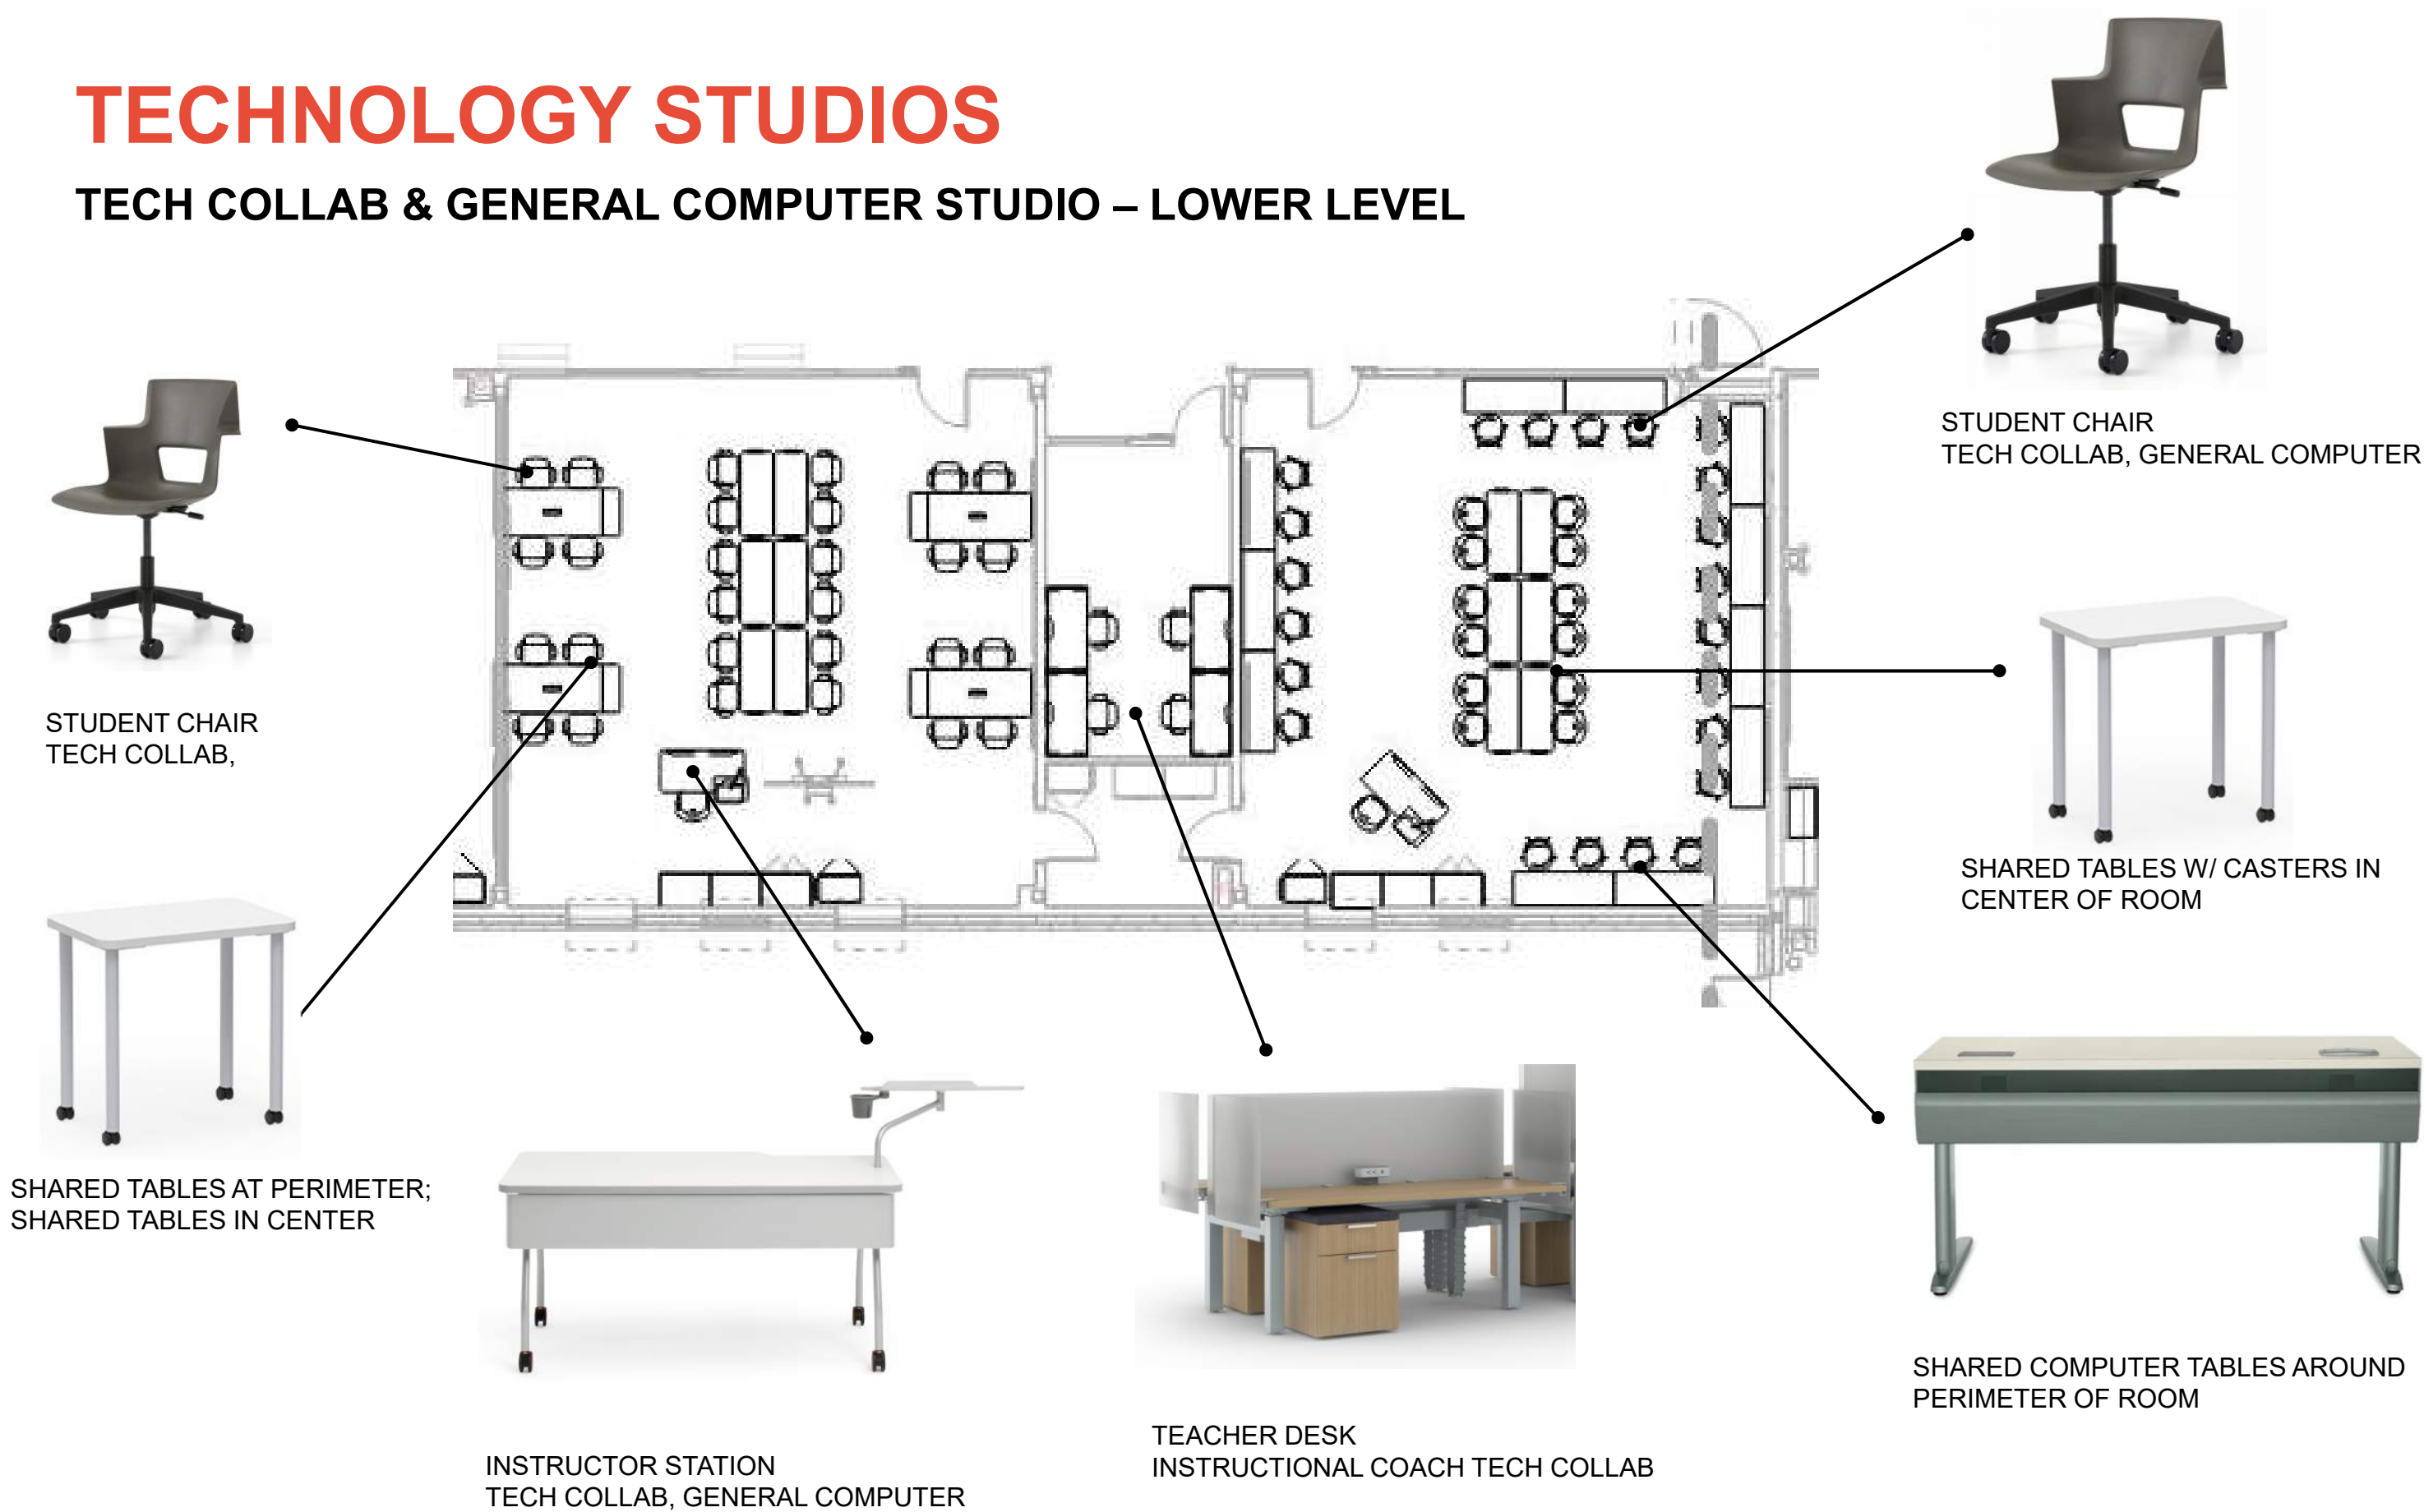 TECHNOLOGY STUDIOS
TECH COLLAB & GENERAL COMPUTER STUDIO – LOWER LEVEL
STUDENT CHAIR
TECH COLLAB, GENERAL COMPUTER
STUDENT CHAIR
TECH COLLAB,
SHARED TABLES W/ CASTERS IN
CENTER OF ROOM
SHARED TABLES AT PERIMETER;
SHARED TABLES IN CENTER
SHARED COMPUTER TABLES AROUND
PERIMETER OF ROOM
TEACHER DESK
INSTRUCTIONAL COACH TECH COLLAB
INSTRUCTOR STATION
TECH COLLAB, GENERAL COMPUTER